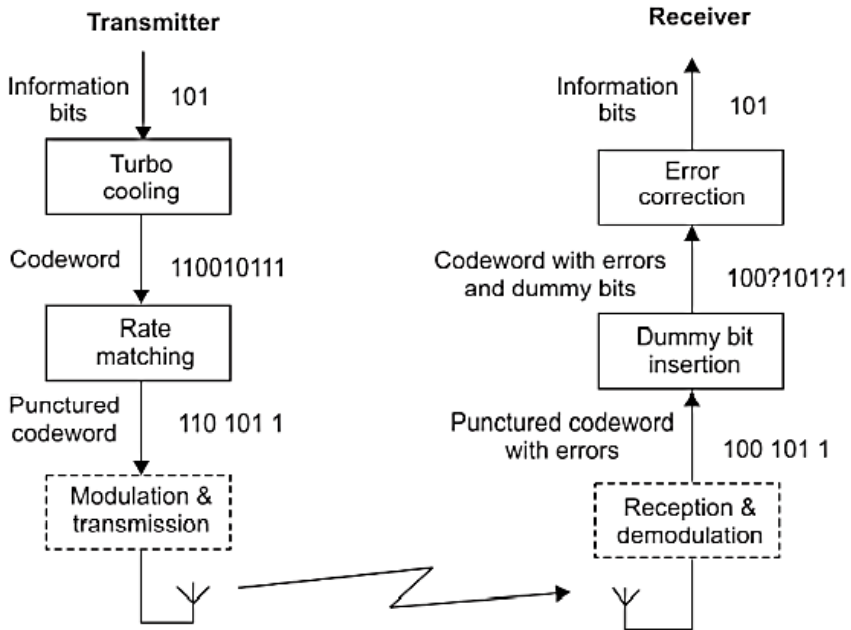 Transmitter
Information
bits
101
Turbo
cooling
Codeword
110010111
Rate
matching
Punctured
codeword
110 101 1
Modulation &
transmission
Receiver
Information
bits
101
Error
correction
Codeword with errors
and dummy bits
100?101?1
Dummy bit
insertion
Punctured codeword
with errors
100 101 1
Reception &
demodulation